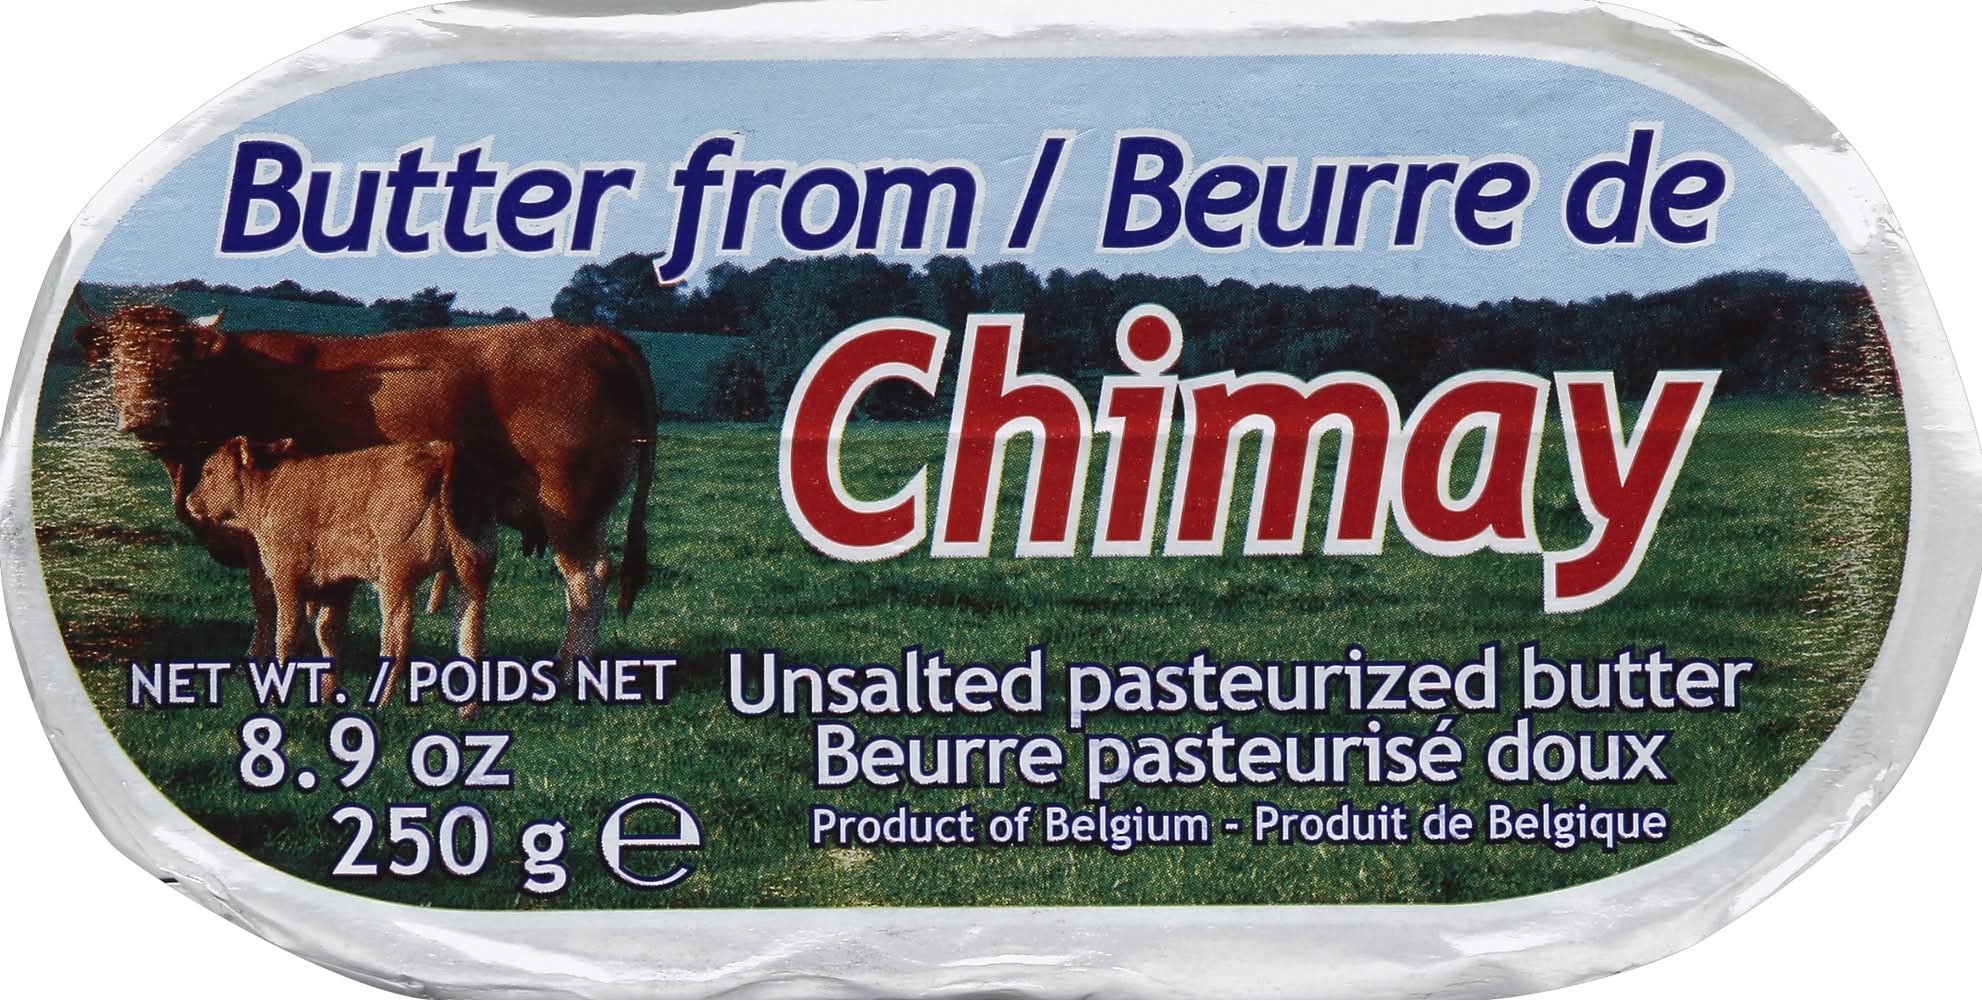 Butter from / Beurre de
Chimay
NET WT. / POIDS NET
8.9 oz
250 g ℮
Unsalted pasteurized butter
Beurre pasteurisé doux
Product of Belgium - Produit de Belgique